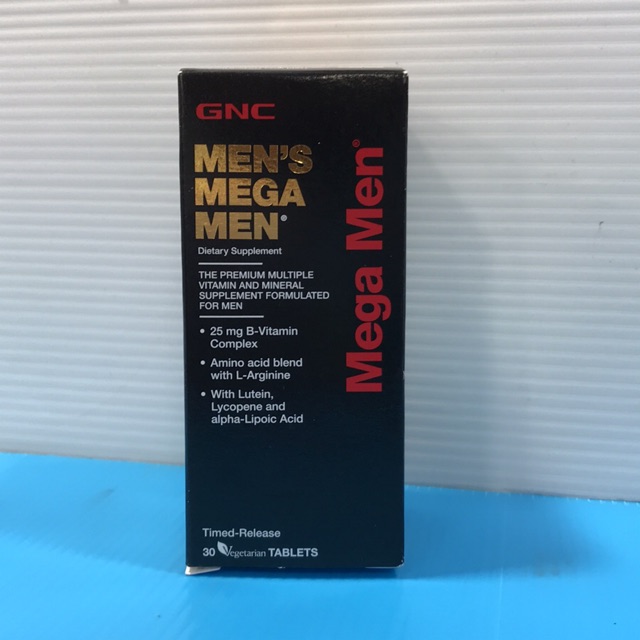 GNC
MEN'S
MEGA
MEN®
Dietary Supplement
THE PREMIUM MULTIPLE
VITAMIN AND MINERAL
SUPPLEMENT FORMULATED
FOR MEN
• 25 mg B-Vitamin
Complex
• Amino acid blend
with L-Arginine
• With Lutein,
Lycopene and
alpha-Lipoic Acid
Timed-Release
30 Vegetarian TABLETS
Mega Men®